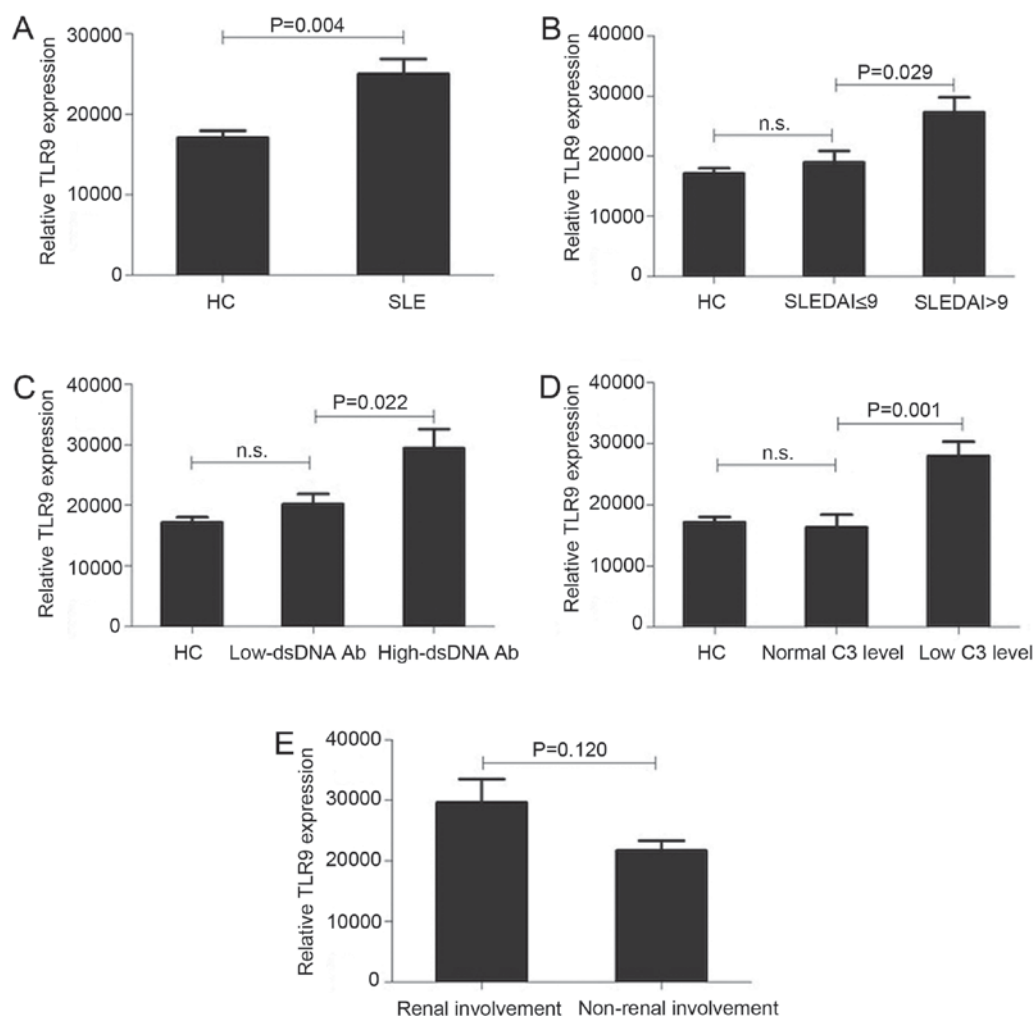 A
Relative TLR9 expression
30000
20000
10000
0
P=0.004
HC
SLE
B
Relative TLR9 expression
40000
30000
20000
10000
0
n.s.
P=0.029
HC
SLEDAI≤9
SLEDAI>9
C
Relative TLR9 expression
40000
30000
20000
10000
0
n.s.
P=0.022
HC
Low-dsDNA Ab
High-dsDNA Ab
D
Relative TLR9 expression
40000
30000
20000
10000
0
n.s.
P=0.001
HC
Normal C3 level
Low C3 level
E
Relative TLR9 expression
40000
30000
20000
10000
0
P=0.120
Renal involvement
Non-renal involvement